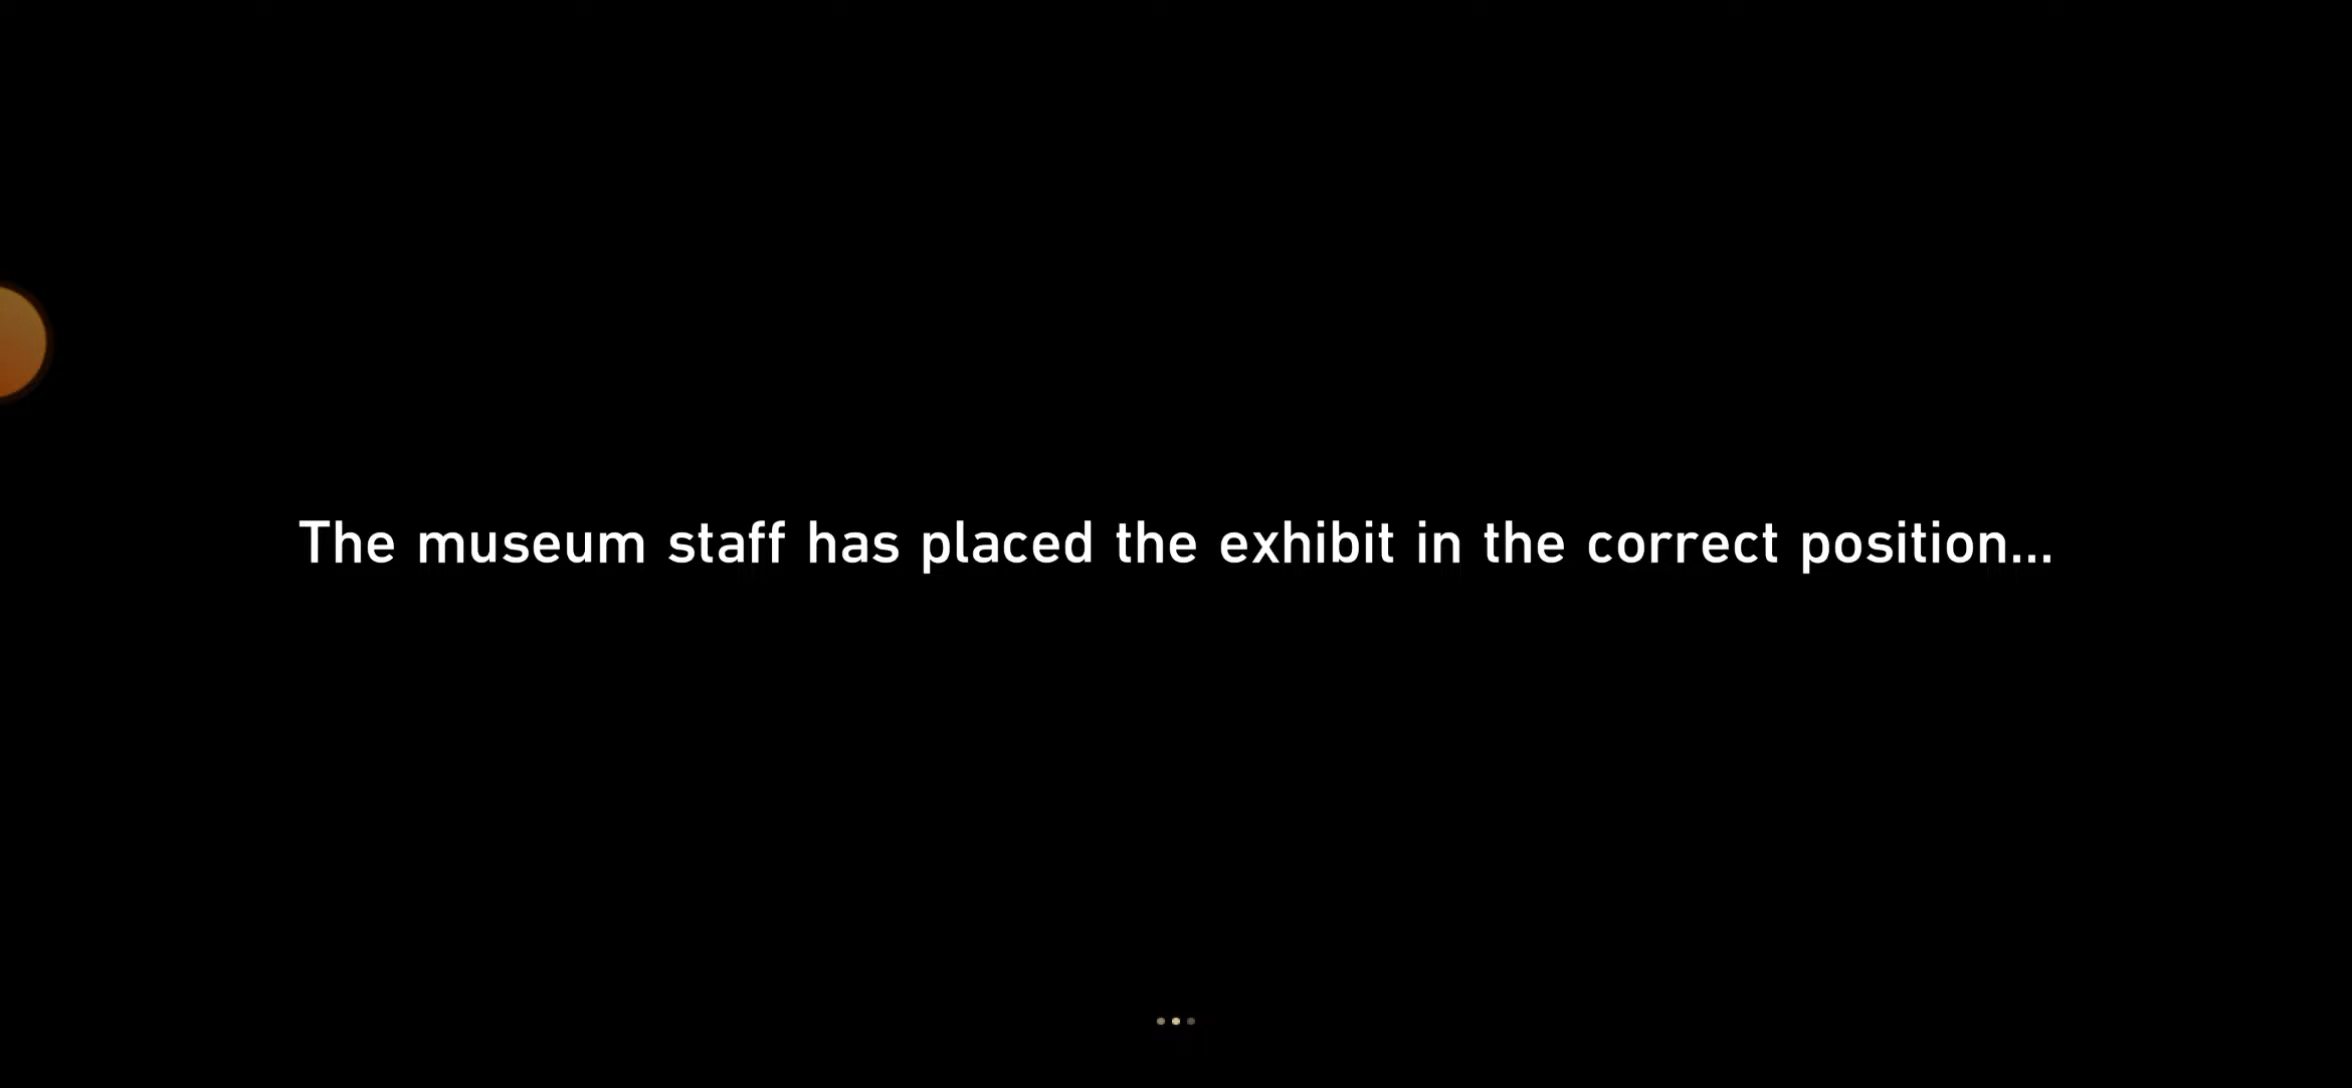 The museum staff has placed the exhibit in the correct position...